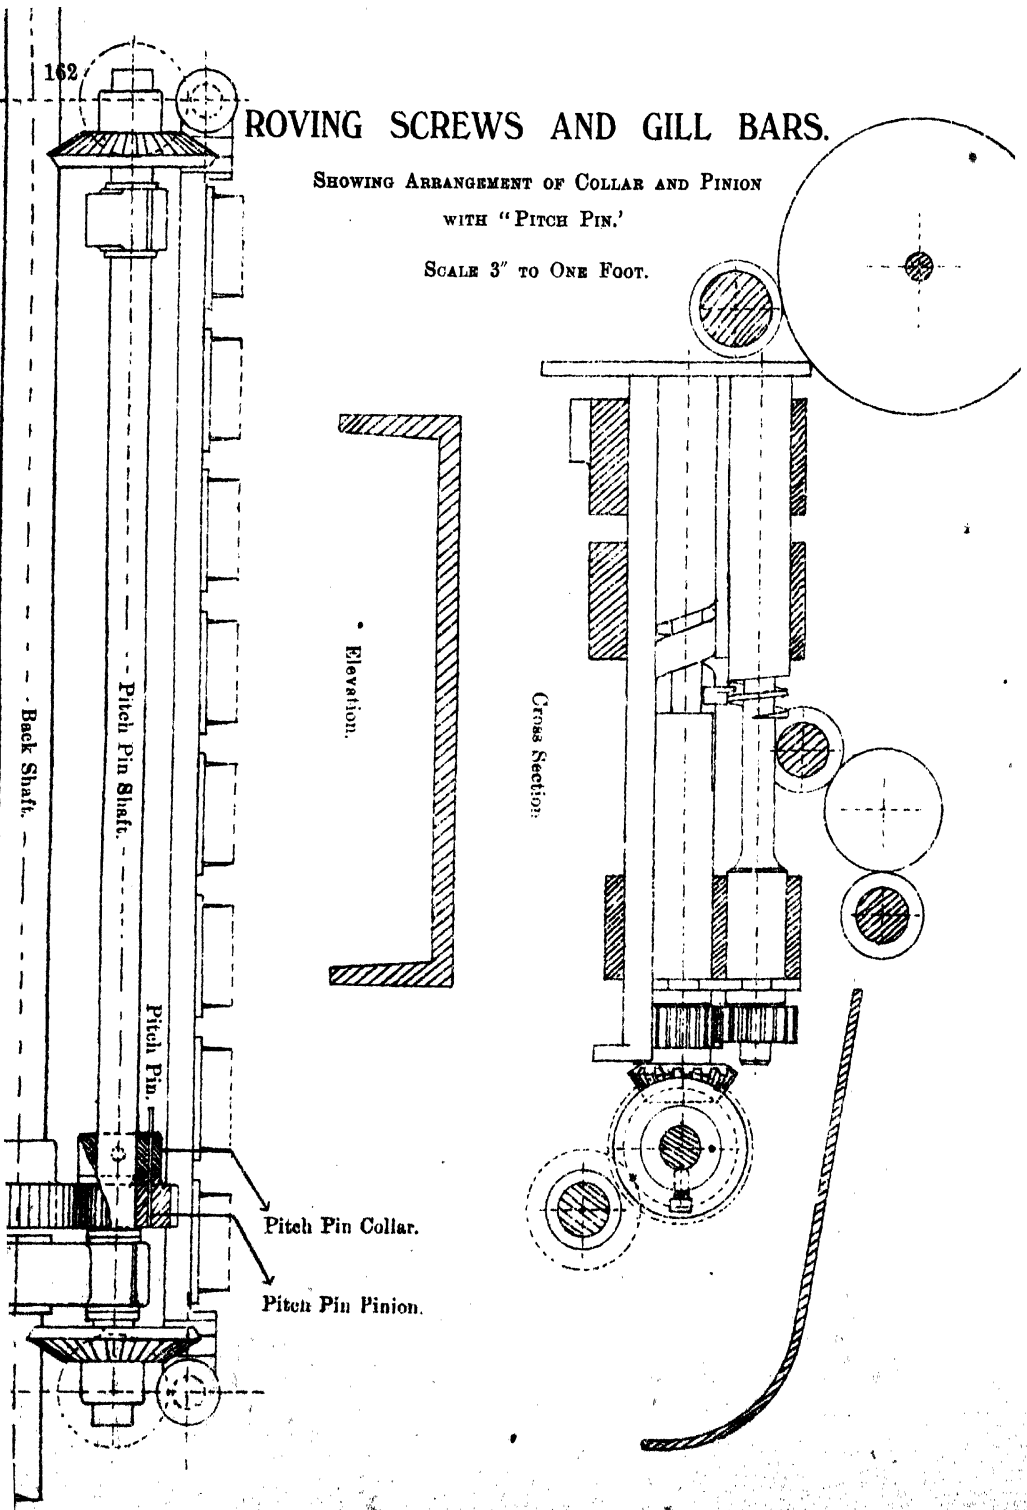 162
ROVING SCREWS AND GILL BARS.
SHOWING ARRANGEMENT OF COLLAR AND PINION
WITH "PITCH PIN.'
SCALE 3″ TO ONE FOOT.
Elevation.
Cross Section
Back Shaft.
Pitch Pin Shaft.
Pitch Pin.
Pitch Pin Collar.
Pitch Pin Pinion.